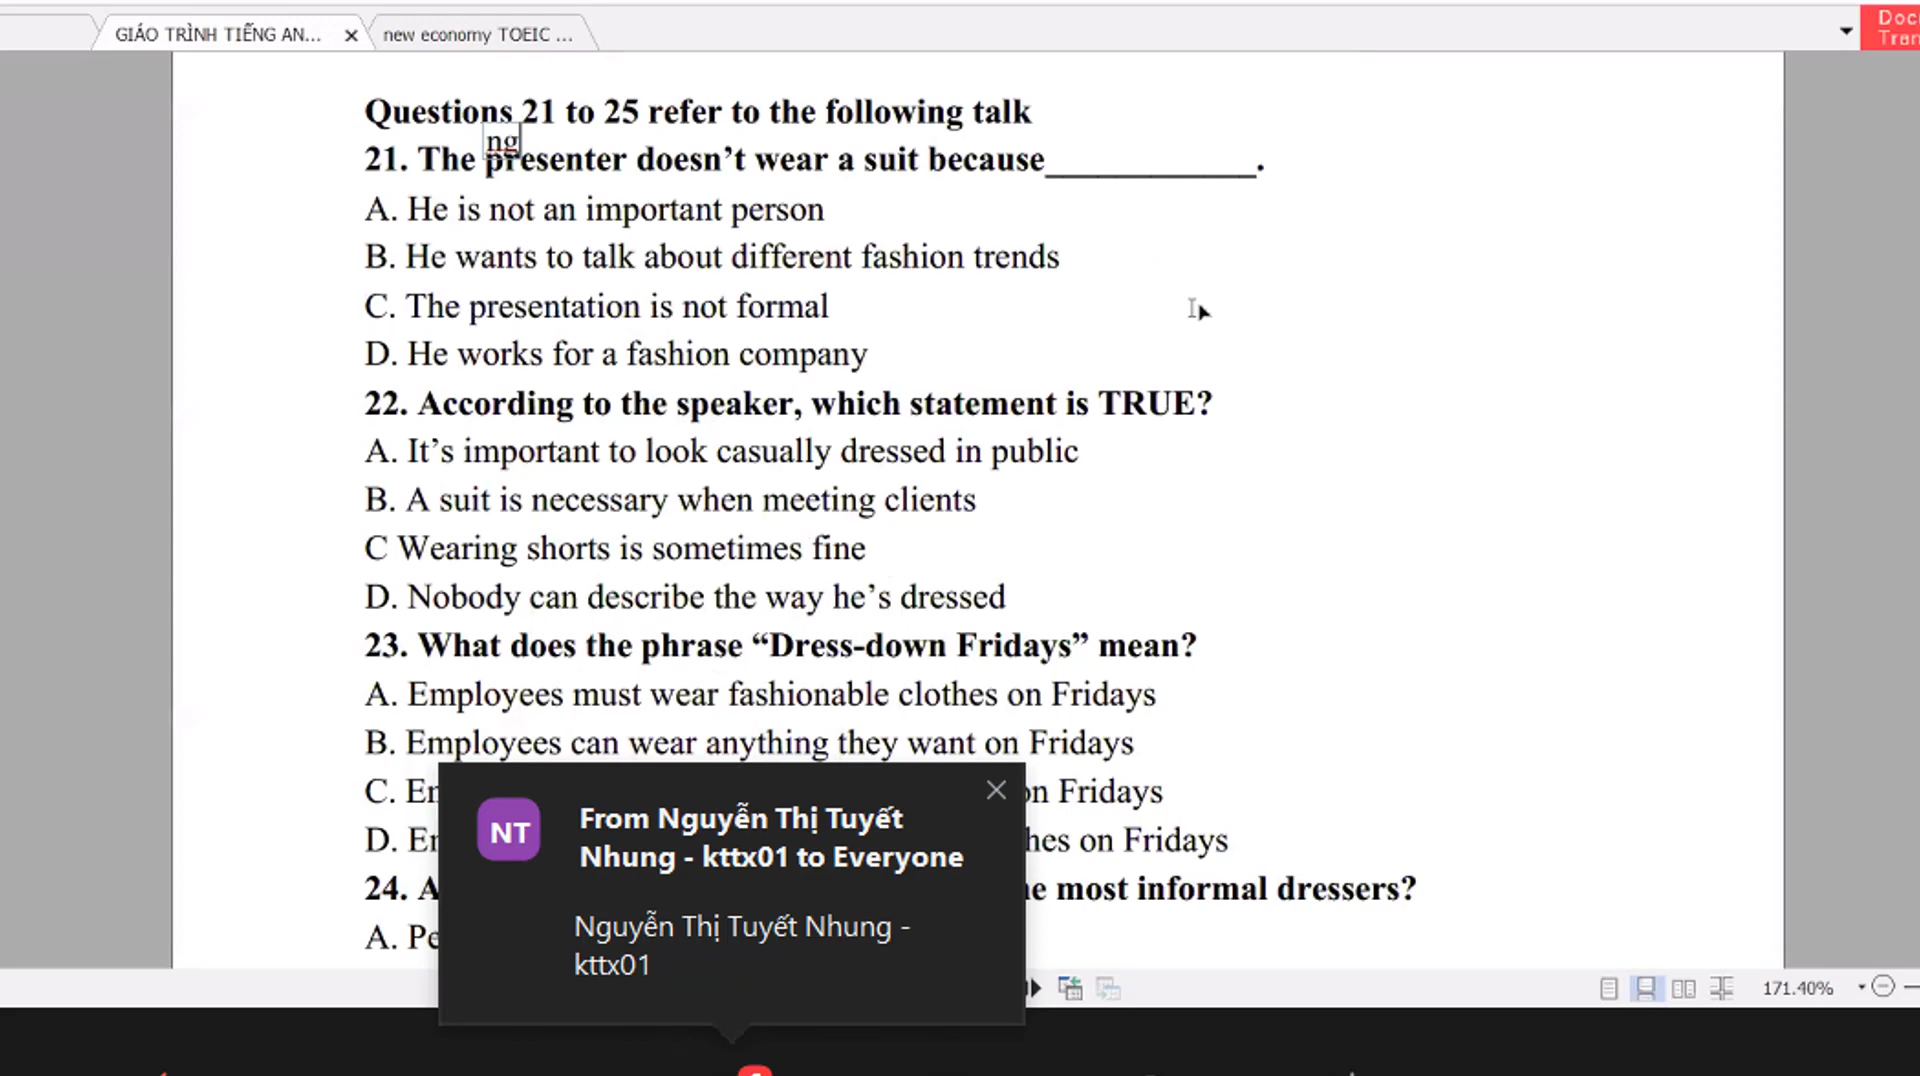 GIÁO TRÌNH TIẾNG AN... new economy TOEIC ...
Questions 21 to 25 refer to the following talk
ng
21. The presenter doesn’t wear a suit because____________.
A. He is not an important person
B. He wants to talk about different fashion trends
C. The presentation is not formal
D. He works for a fashion company
22. According to the speaker, which statement is TRUE?
A. It’s important to look casually dressed in public
B. A suit is necessary when meeting clients
C Wearing shorts is sometimes fine
D. Nobody can describe the way he’s dressed
23. What does the phrase “Dress-down Fridays” mean?
A. Employees must wear fashionable clothes on Fridays
B. Employees can wear anything they want on Fridays
C. on Fridays
D. on Fridays
24. most informal dressers?
A.
NT
From Nguyễn Thị Tuyết
Nhung - kttx01 to Everyone
Nguyễn Thị Tuyết Nhung -
kttx01
171.40%